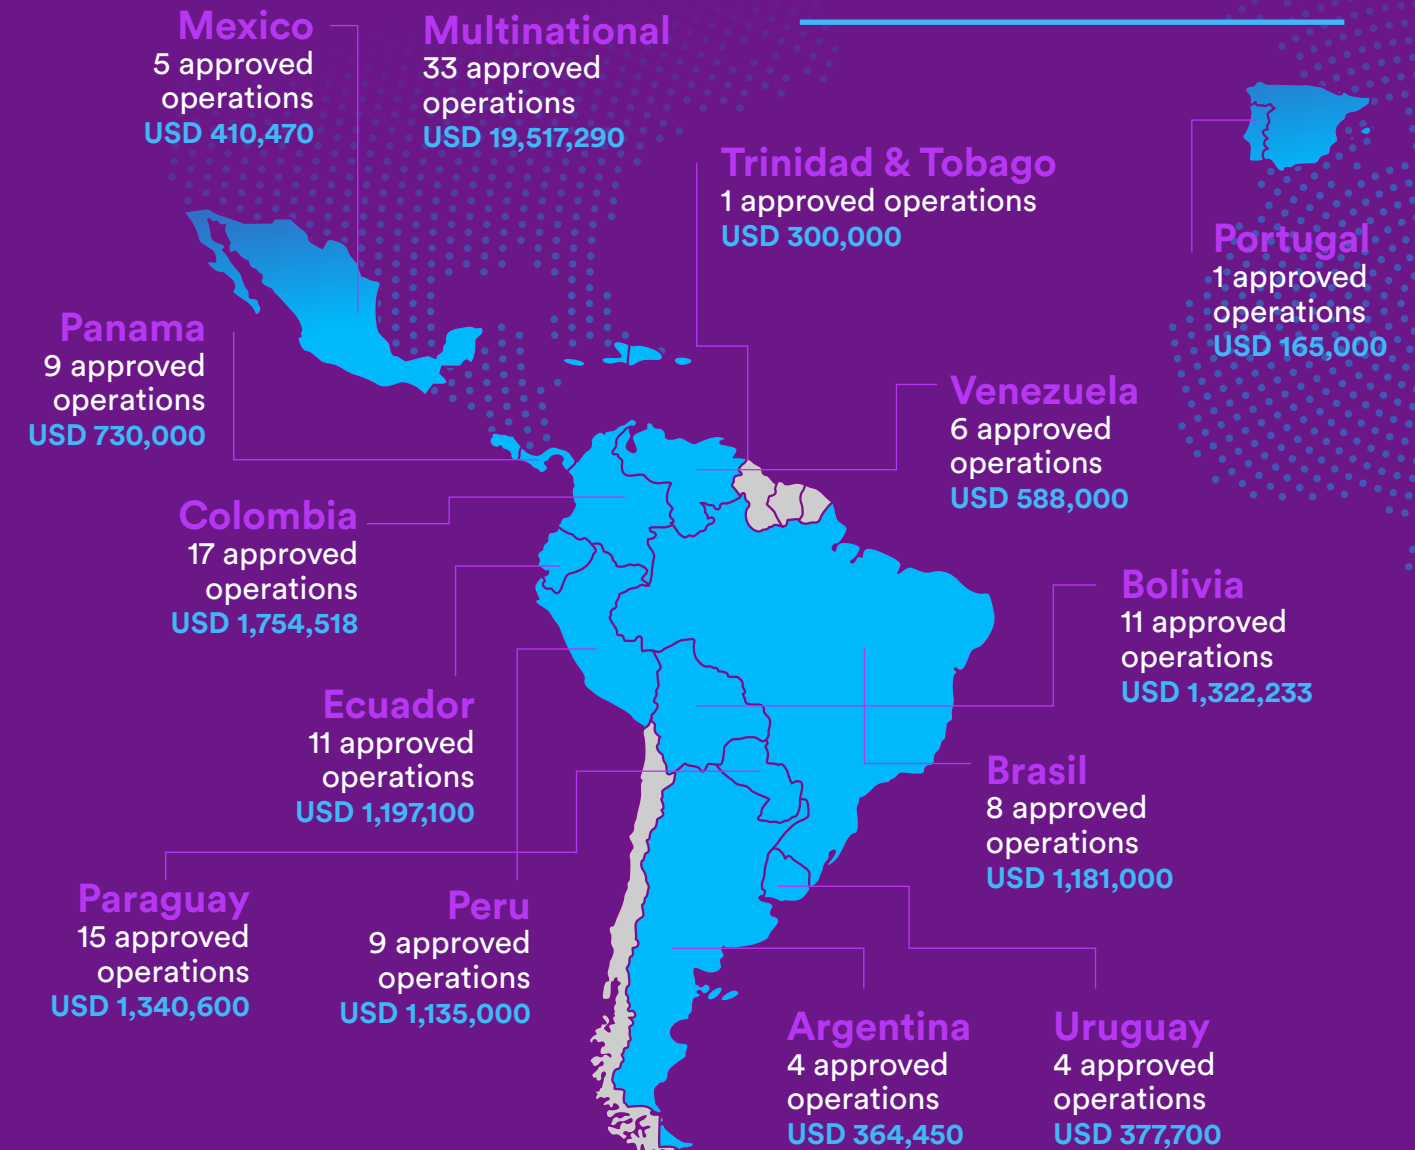 Mexico
5 approved
operations
USD 410,470
Multinational
33 approved
operations
USD 19,517,290
Trinidad & Tobago
1 approved operations
USD 300,000
Portugal
1 approved
operations
USD 165,000
Panama
9 approved
operations
USD 730,000
Venezuela
6 approved
operations
USD 588,000
Colombia
17 approved
operations
USD 1,754,518
Bolivia
11 approved
operations
USD 1,322,233
Ecuador
11 approved
operations
USD 1,197,100
Brasil
8 approved
operations
USD 1,181,000
Paraguay
15 approved
operations
USD 1,340,600
Peru
9 approved
operations
USD 1,135,000
Argentina
4 approved
operations
USD 364,450
Uruguay
4 approved
operations
USD 377,700